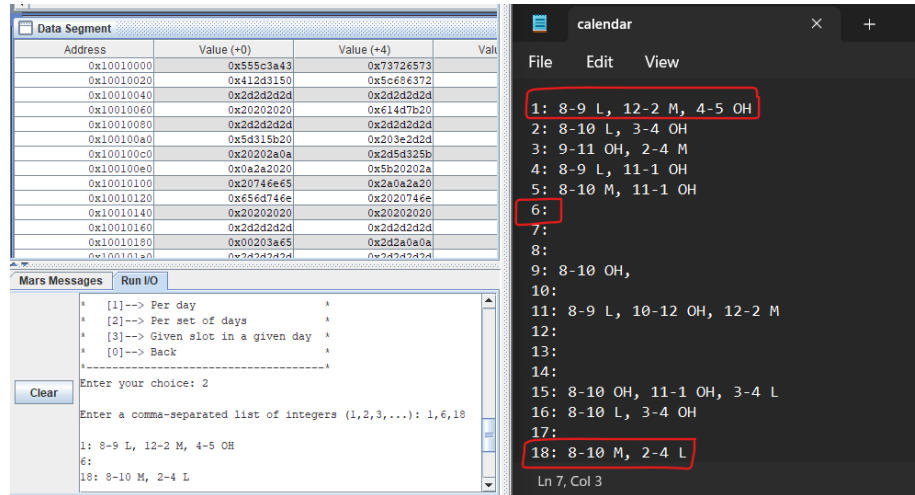 Data Segment
Address Value (+0) Value (+4) Valu
0x10010000 0x555c3a43 0x73726573
0x10010020 0x412d3150 0x5c686372
0x10010040 0x2d2d2d2d 0x2d2d2d2d
0x10010060 0x20202020 0x614d7b20
0x10010080 0x2d2d2d2d 0x2d2d2d2d
0x100100a0 0x5d315b20 0x203e2d2d
0x100100c0 0x20202a0a 0x2d5d325b
0x100100e0 0x0a2a2020 0x5b20202a
0x10010100 0x20746e65 0x2a0a2a20
0x10010120 0x656d746e 0x2020746e
0x10010140 0x20202020 0x20202020
0x10010160 0x2d2d2d2d 0x2d2d2d2d
0x10010180 0x00203a65 0x2d2a0a0a
0x100101a0 0x2d2d2d2d 0x2d2d2d2d
Mars Messages Run I/O
* [1]--> Per day *
* [2]--> Per set of days *
* [3]--> Given slot in a given day *
* [0]--> Back *
*-----------------------------------*
Enter your choice: 2
Clear
Enter a comma-separated list of integers (1,2,3,...): 1,6,18
1: 8-9 L, 12-2 M, 4-5 OH
6:
18: 8-10 M, 2-4 L
calendar × +
File Edit View
1: 8-9 L, 12-2 M, 4-5 OH
2: 8-10 L, 3-4 OH
3: 9-11 OH, 2-4 M
4: 8-9 L, 11-1 OH
5: 8-10 M, 11-1 OH
6:
7:
8:
9: 8-10 OH,
10:
11: 8-9 L, 10-12 OH, 12-2 M
12:
13:
14:
15: 8-10 OH, 11-1 OH, 3-4 L
16: 8-10 L, 3-4 OH
17:
18: 8-10 M, 2-4 L
Ln 7, Col 3